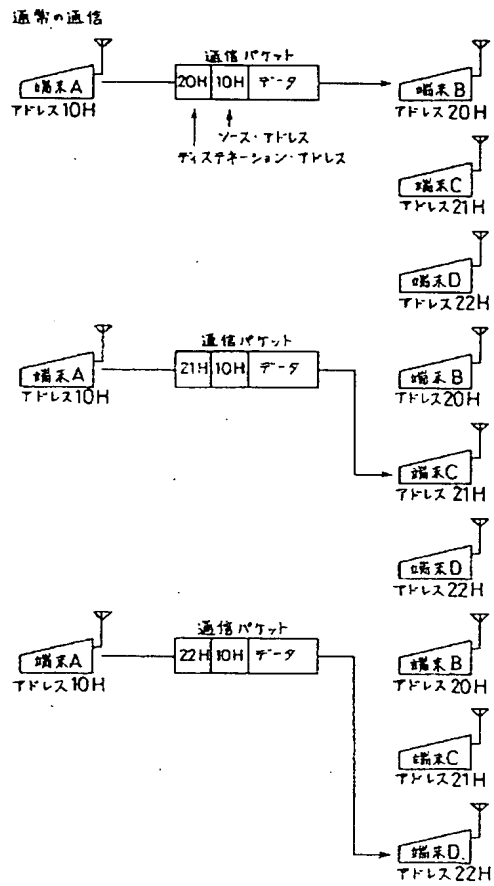 通常の通信
通信パケット
端末A
20H 10H データ
端末B
アドレス10H
アドレス20H
ソース・アドレス
ディステネーション・アドレス
端末C
アドレス21H
端末D
アドレス22H
通信パケット
端末A
21H 10H データ
端末B
アドレス10H
アドレス20H
端末C
アドレス21H
端末D
アドレス22H
通信パケット
端末A
22H 10H データ
端末B
アドレス10H
アドレス20H
端末C
アドレス21H
端末D
アドレス22H